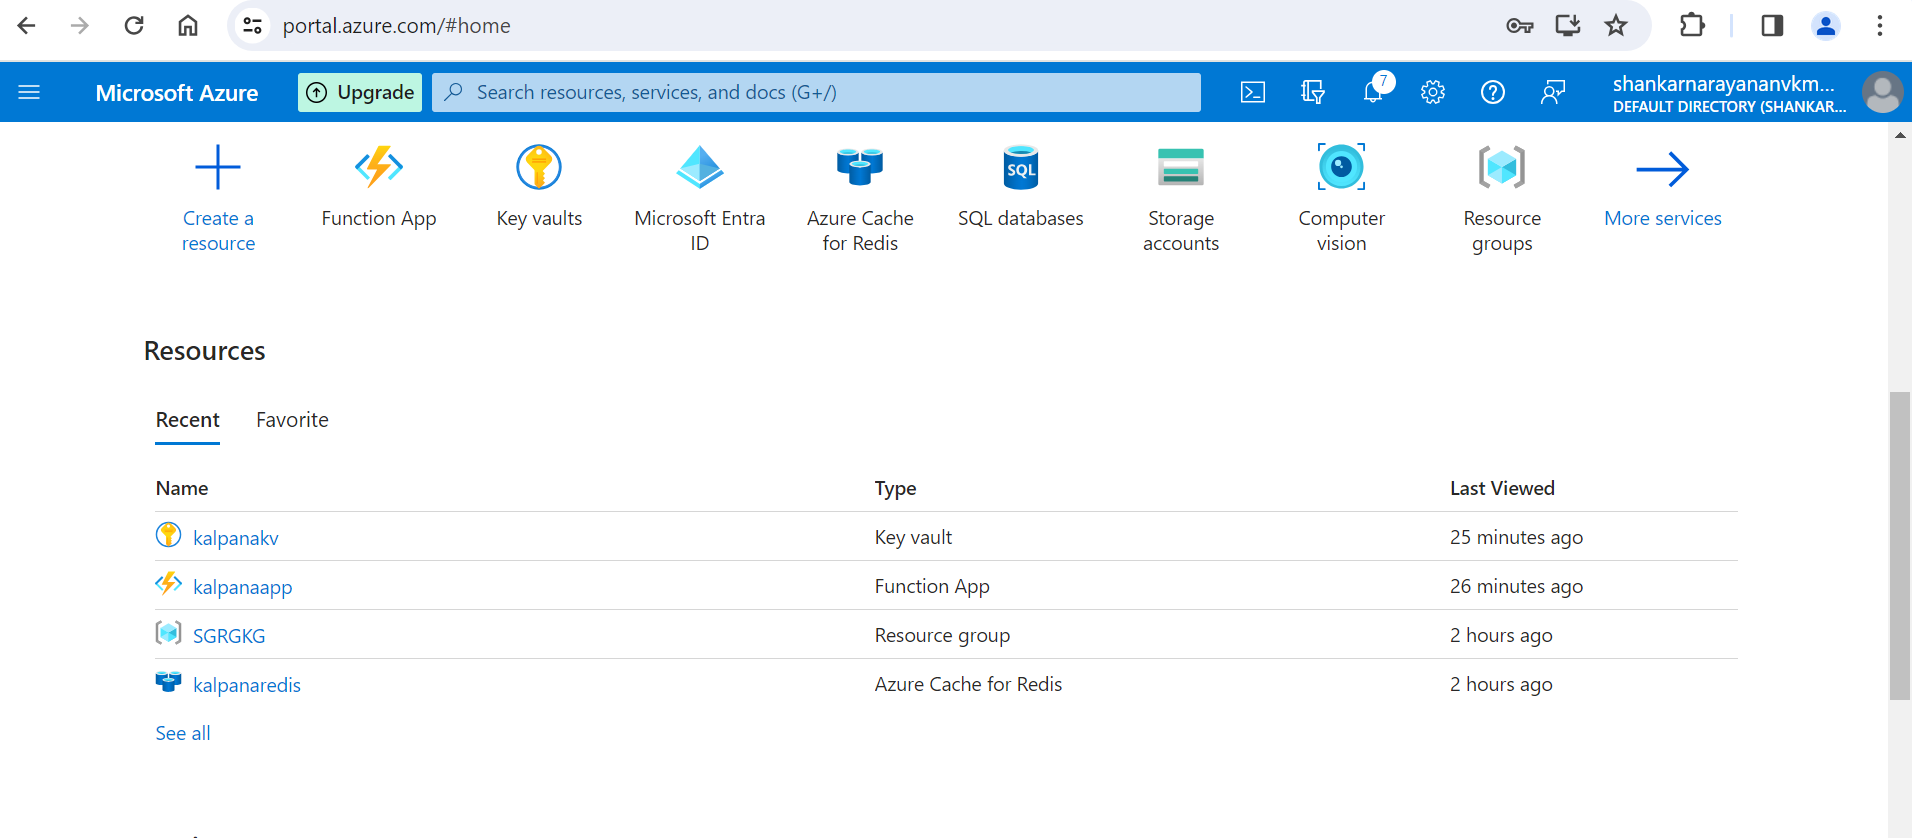 portal.azure.com/#home
Microsoft Azure
Upgrade
Search resources, services, and docs (G+/)
7
shankarnarayananvkm...
DEFAULT DIRECTORY (SHANKAR...
Create a
resource
Function App
Key vaults
Microsoft Entra
ID
Azure Cache
for Redis
SQL
SQL databases
Storage
accounts
Computer
vision
Resource
groups
More services
Resources
Recent Favorite
Name Type Last Viewed
kalpanakv Key vault 25 minutes ago
kalpanaapp Function App 26 minutes ago
SGRGKG Resource group 2 hours ago
kalpanaredis Azure Cache for Redis 2 hours ago
See all